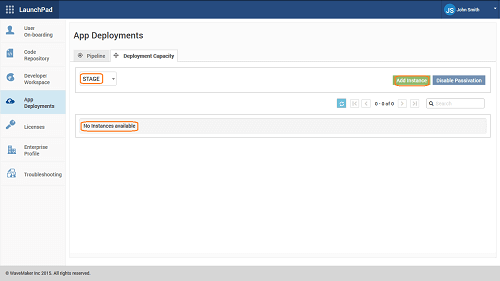 LaunchPad
JS John Smith
User
On-boarding
Code
Repository
Developer
Workspace
App
Deployments
Licenses
Enterprise
Profile
Troubleshooting
App Deployments
Pipeline
Deployment Capacity
STAGE
Add Instance
Disable Passivation
0 - 0 of 0
Search
No Instances available
© WaveMaker Inc 2015. All rights reserved.